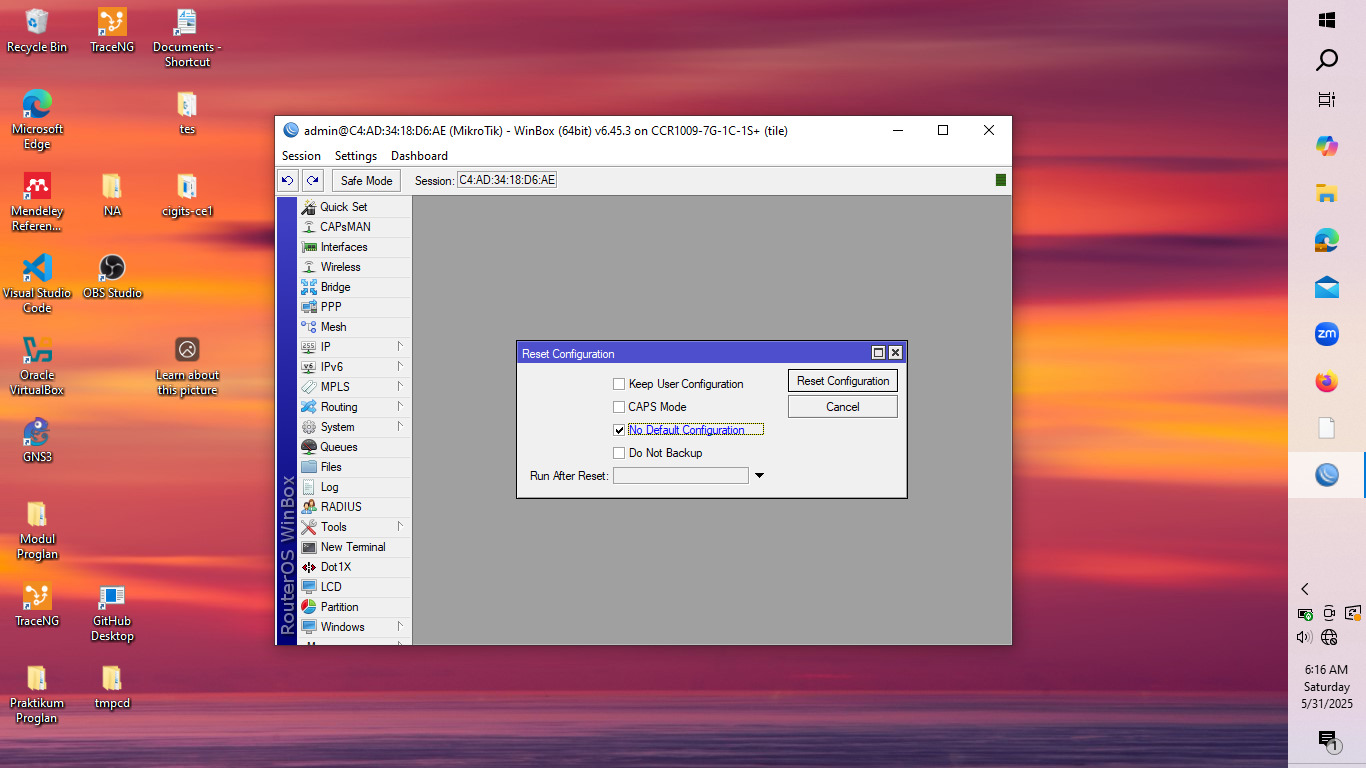 Recycle Bin
TraceNG
Documents -
Shortcut
Microsoft
Edge
tes
Mendeley
Referen...
NA
cigits-ce1
Visual Studio
Code
OBS Studio
Oracle
VirtualBox
Learn about
this picture
GNS3
Modul
Proglan
TraceNG
GitHub
Desktop
Praktikum
Proglan
tmpcd
admin@C4:AD:34:18:D6:AE (MikroTik) - WinBox (64bit) v6.45.3 on CCR1009-7G-1C-1S+ (tile)
Session Settings Dashboard
Safe Mode Session: C4:AD:34:18:D6:AE
RouterOS WinBox
Quick Set
CAPsMAN
Interfaces
Wireless
Bridge
PPP
Mesh
255 IP
v6 IPv6
MPLS
Routing
System
Queues
Files
Log
RADIUS
Tools
New Terminal
Dot1X
LCD
Partition
Windows
Reset Configuration
Keep User Configuration
CAPS Mode
No Default Configuration
Do Not Backup
Run After Reset:
Reset Configuration
Cancel
zm
6:16 AM
Saturday
5/31/2025
1